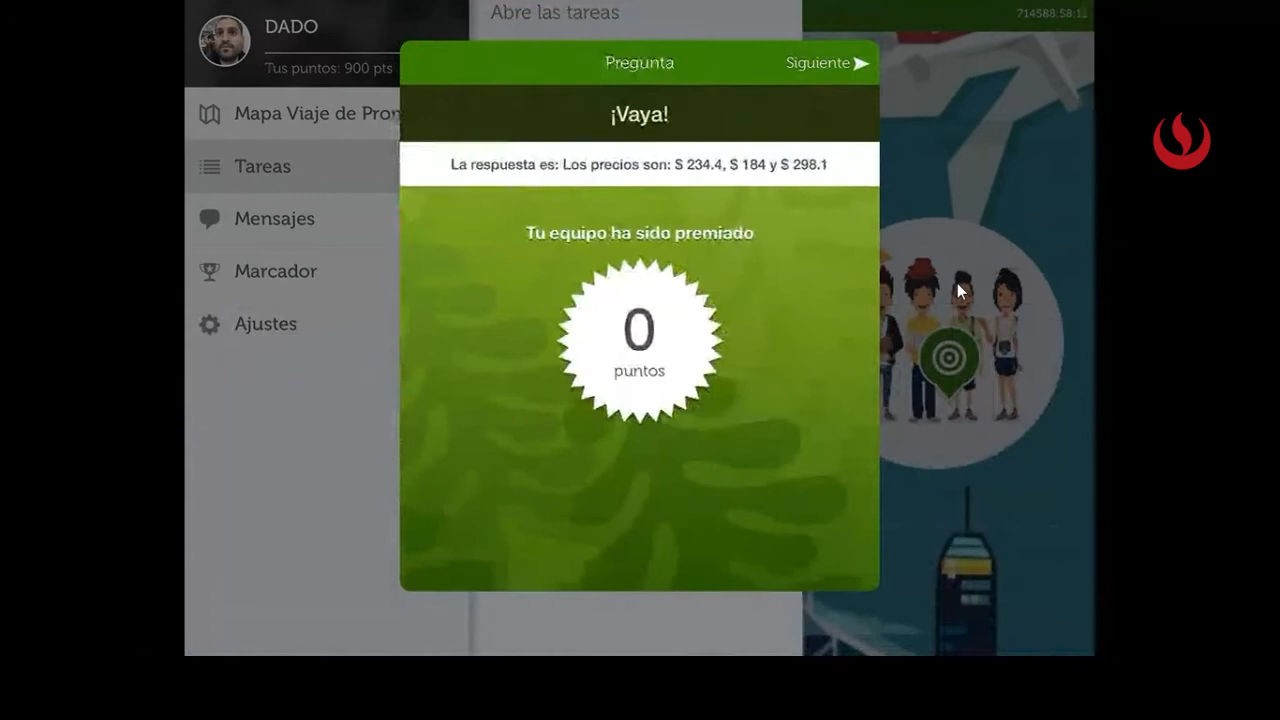 DADO
Tus puntos: 900 pts
Mapa Viaje de Pron
Tareas
Mensajes
Marcador
Ajustes
Abre las tareas
Pregunta
Siguiente
¡Vaya!
La respuesta es: Los precios son: $ 234.4, $ 184 y $ 298.1
Tu equipo ha sido premiado
0
puntos